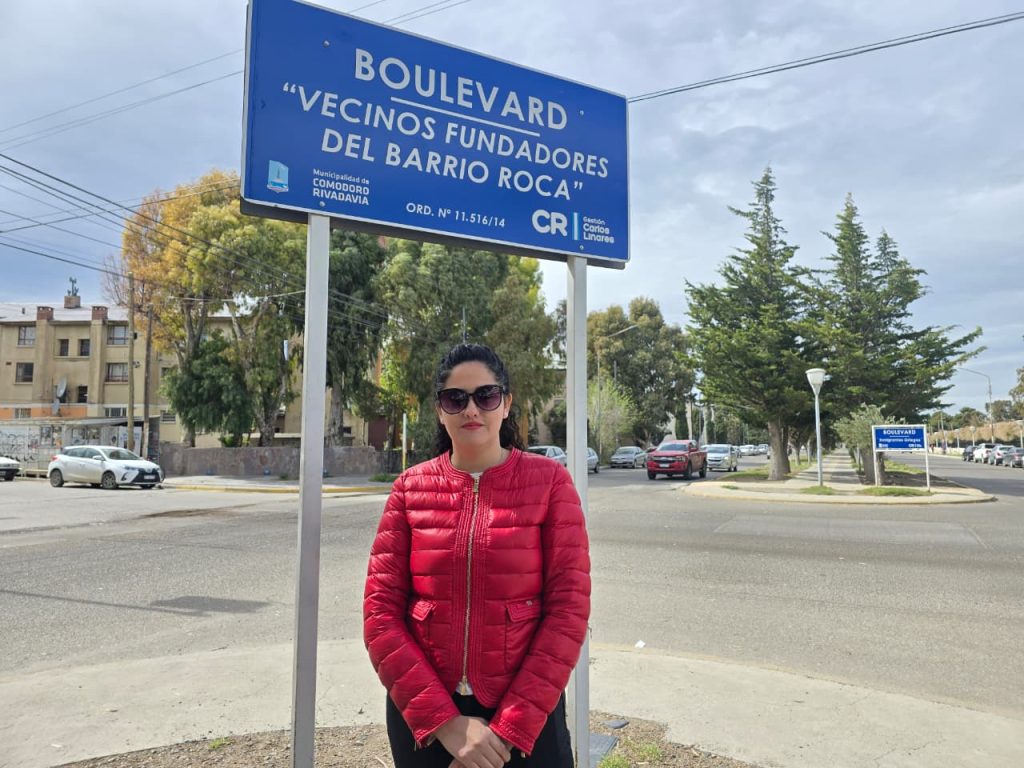 BOULEVARD
“VECINOS FUNDADORES
DEL BARRIO ROCA”
Municipalidad de
COMODORO
RIVADAVIA
ORD. Nº 11.516/14
CR
Gestión
Carlos
Linares
BOULEVARD